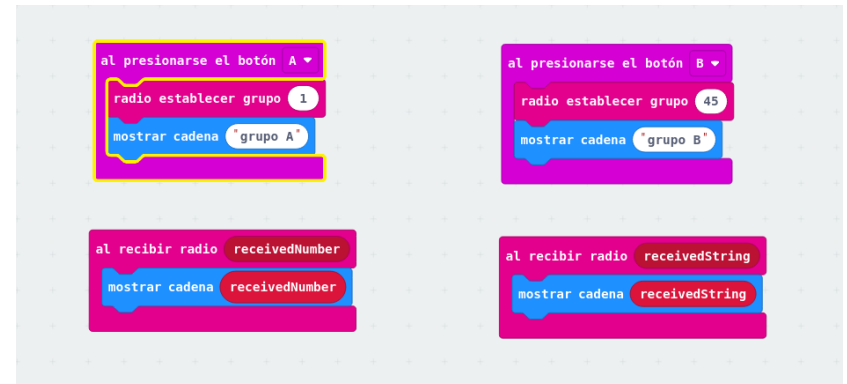 al presionarse el botón A
radio establecer grupo 1
mostrar cadena "grupo A"
al presionarse el botón B
radio establecer grupo 45
mostrar cadena "grupo B"
al recibir radio receivedNumber
mostrar cadena receivedNumber
al recibir radio receivedString
mostrar cadena receivedString